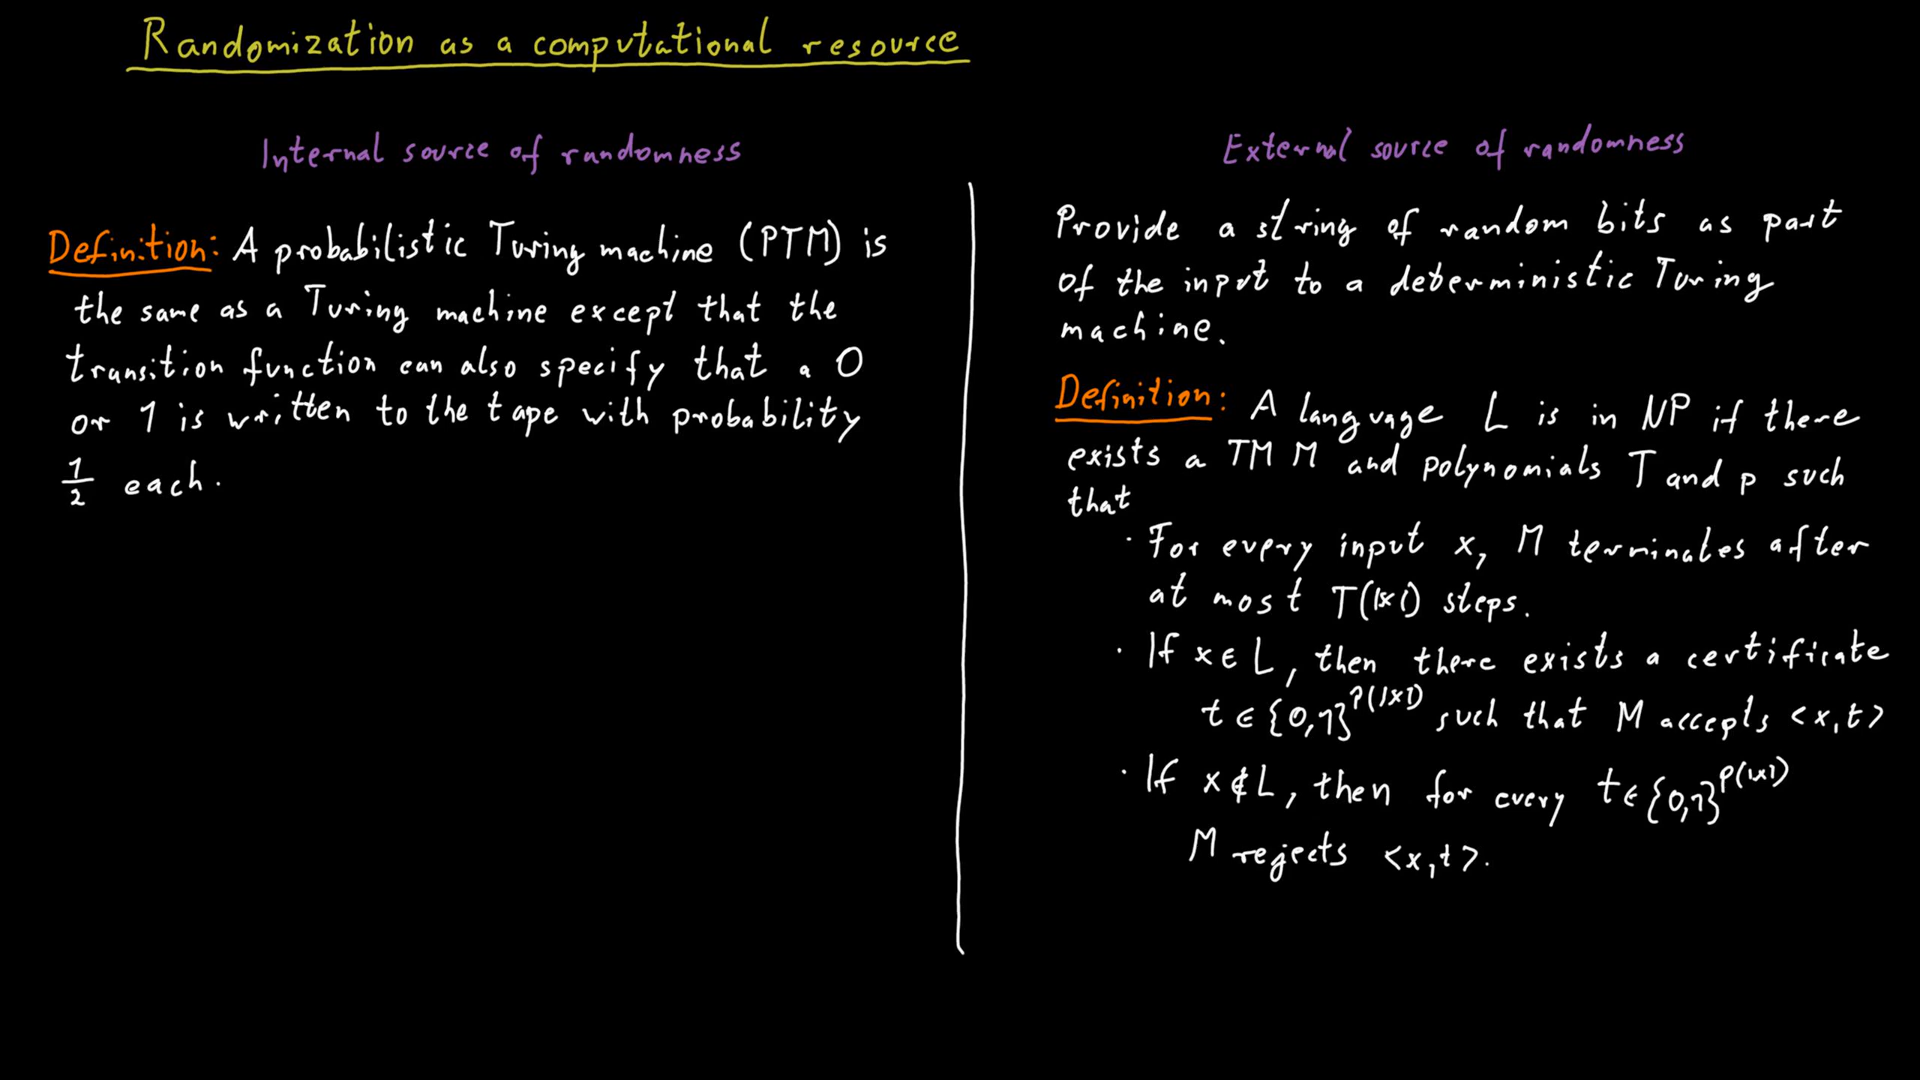 Randomization as a computational resource
Internal source of randomness
Definition: A probabilistic Turing machine (PTM) is
the same as a Turing machine except that the
transition function can also specify that a 0
or 1 is written to the tape with probability
1/2 each.
External source of randomness
Provide a string of random bits as part
of the input to a deterministic Turing
machine.
Definition: A language L is in NP if there
exists a TM M and polynomials T and p such
that
· For every input x, M terminates after
at most T(|x|) steps.
· If x ∈ L, then there exists a certificate
t ∈ {0,1}^p(|x|) such that M accepts <x,t>
· If x ∉ L, then for every t ∈ {0,1}^p(|x|)
M rejects <x,t>.